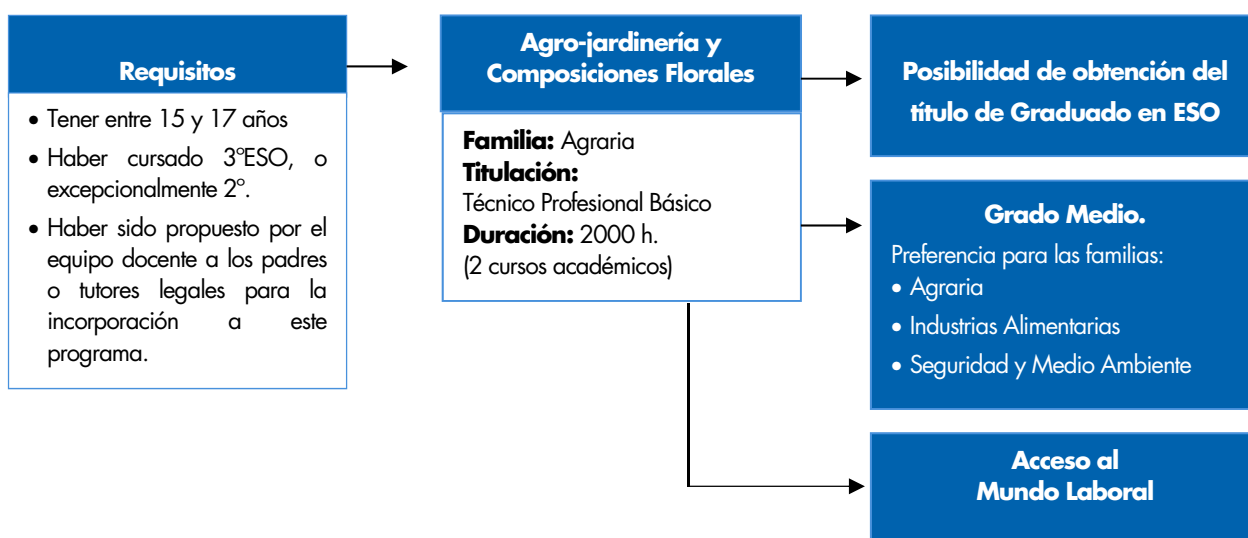 Requisitos
• Tener entre 15 y 17 años
• Haber cursado 3ºESO, o
excepcionalmente 2º.
• Haber sido propuesto por el
equipo docente a los padres
o tutores legales para la
incorporación a este
programa.
Agro-jardinería y
Composiciones Florales
Familia: Agraria
Titulación:
Técnico Profesional Básico
Duración: 2000 h.
(2 cursos académicos)
Posibilidad de obtención del
título de Graduado en ESO
Grado Medio.
Preferencia para las familias:
• Agraria
• Industrias Alimentarias
• Seguridad y Medio Ambiente
Acceso al
Mundo Laboral